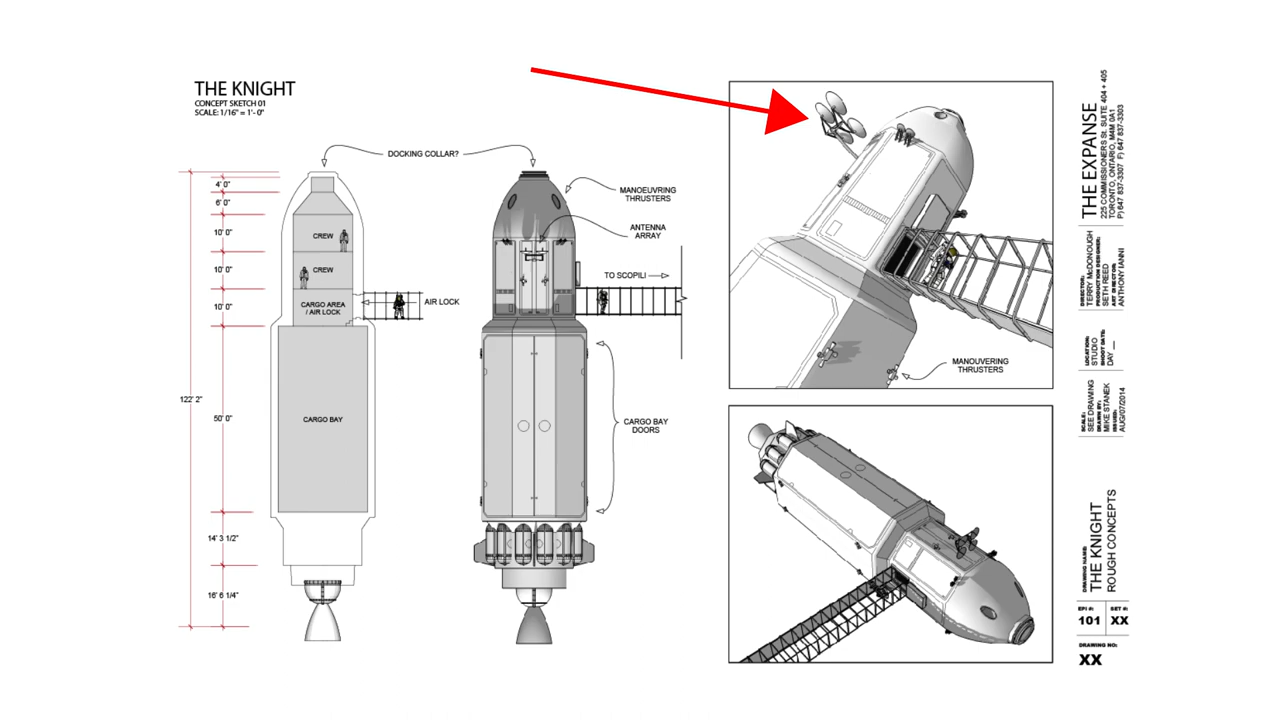 THE KNIGHT
CONCEPT SKETCH 01
SCALE: 1/16" = 1'- 0"
DOCKING COLLAR?
MANOEUVRING
THRUSTERS
ANTENNA
ARRAY
TO SCOPILI
4' 0"
6' 0"
10' 0"
CREW
10' 0"
CREW
10' 0"
CARGO AREA
/ AIR LOCK
AIR LOCK
122' 2"
50' 0"
CARGO BAY
CARGO BAY
DOORS
14' 3 1/2"
16' 6 1/4"
MANOUVERING
THRUSTERS
THE EXPANSE
225 COMMISSIONERS St. SUITE 404 + 405
TORONTO, ONTARIO, M4M 0A1
P) 647 837-3307 F) 647 837-3303
DIRECTOR:
TERRY McDONOUGH
PRODUCTION DESIGNER:
SETH REED
ART DIRECTOR:
ANTHONY IANNI
LOCATION:
STUDIO
SHOOT DATE:
DAY __
SCALE:
SEE DRAWING
DRAWN BY:
MIKE STANEK
ISSUED:
AUG/07/2014
DRAWING NAME:
THE KNIGHT
ROUGH CONCEPTS
EPI #:
101
SET #:
XX
DRAWING NO:
XX